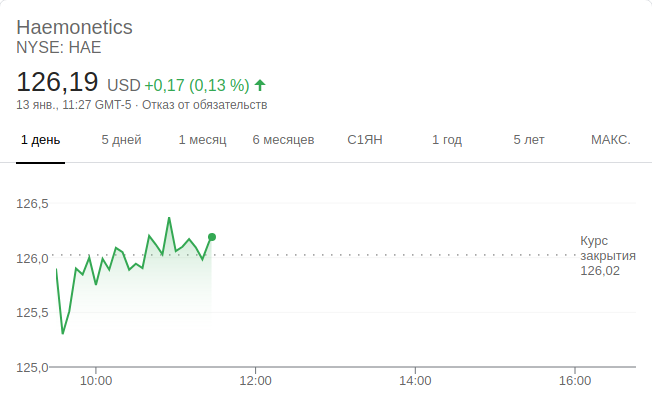 Haemonetics
NYSE: HAE
126,19 USD +0,17 (0,13 %)
13 янв., 11:27 GMT-5 · Отказ от обязательств
1 день 5 дней 1 месяц 6 месяцев С1ЯН 1 год 5 лет МАКС.
126,5
126,0
125,5
125,0
Курс
закрытия
126,02
10:00 12:00 14:00 16:00